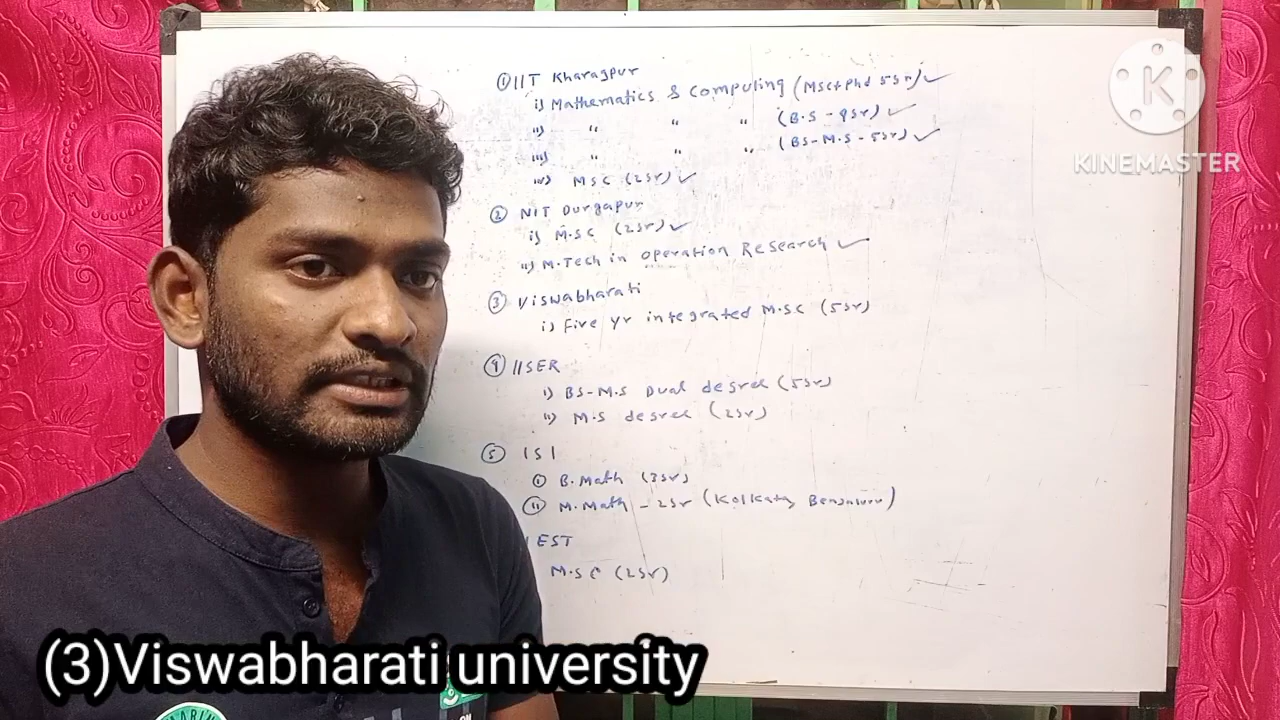 ① IIT Kharagpur
i) Mathematics & Computing (MSc+Phd 5yr) ✓
ii) " " " (B.S - 4yr) ✓
iii) " " " (BS-M.S - 5yr) ✓
iv) MSC (2yr) ✓
② NIT Durgapur
i) M.SC (2yr) ✓
ii) M.Tech in Operation Research ✓
③ Viswabharati
i) Five yr integrated M.SC (5yr)
④ IISER
i) BS-M.S Dual degree (5yr)
ii) M.S degree (2yr)
⑤ ISI
① B.Math (3yr)
ii) M.Math - 2yr (Kolkata, Bengaluru)
IEST
M.SC (2yr)
K
KINEMASTER
(3)Viswabharati university